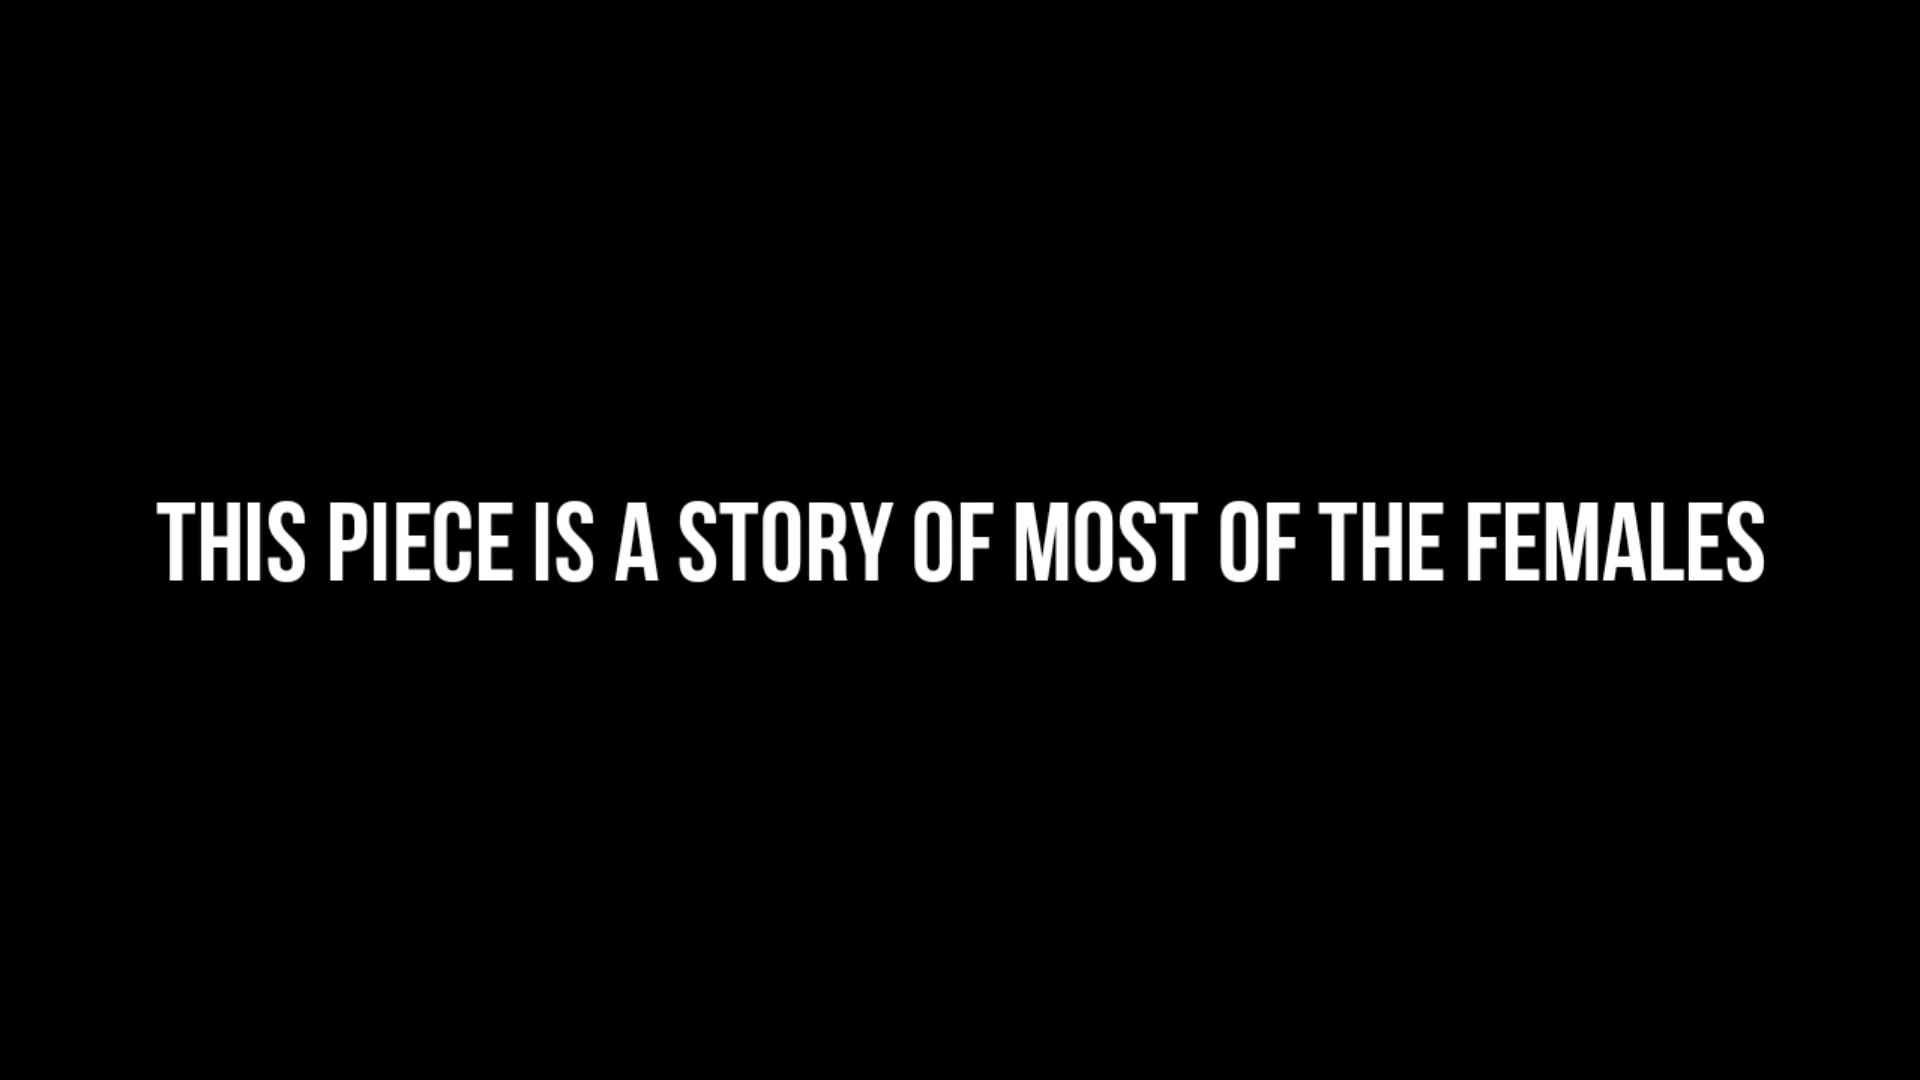 THIS PIECE IS A STORY OF MOST OF THE FEMALES